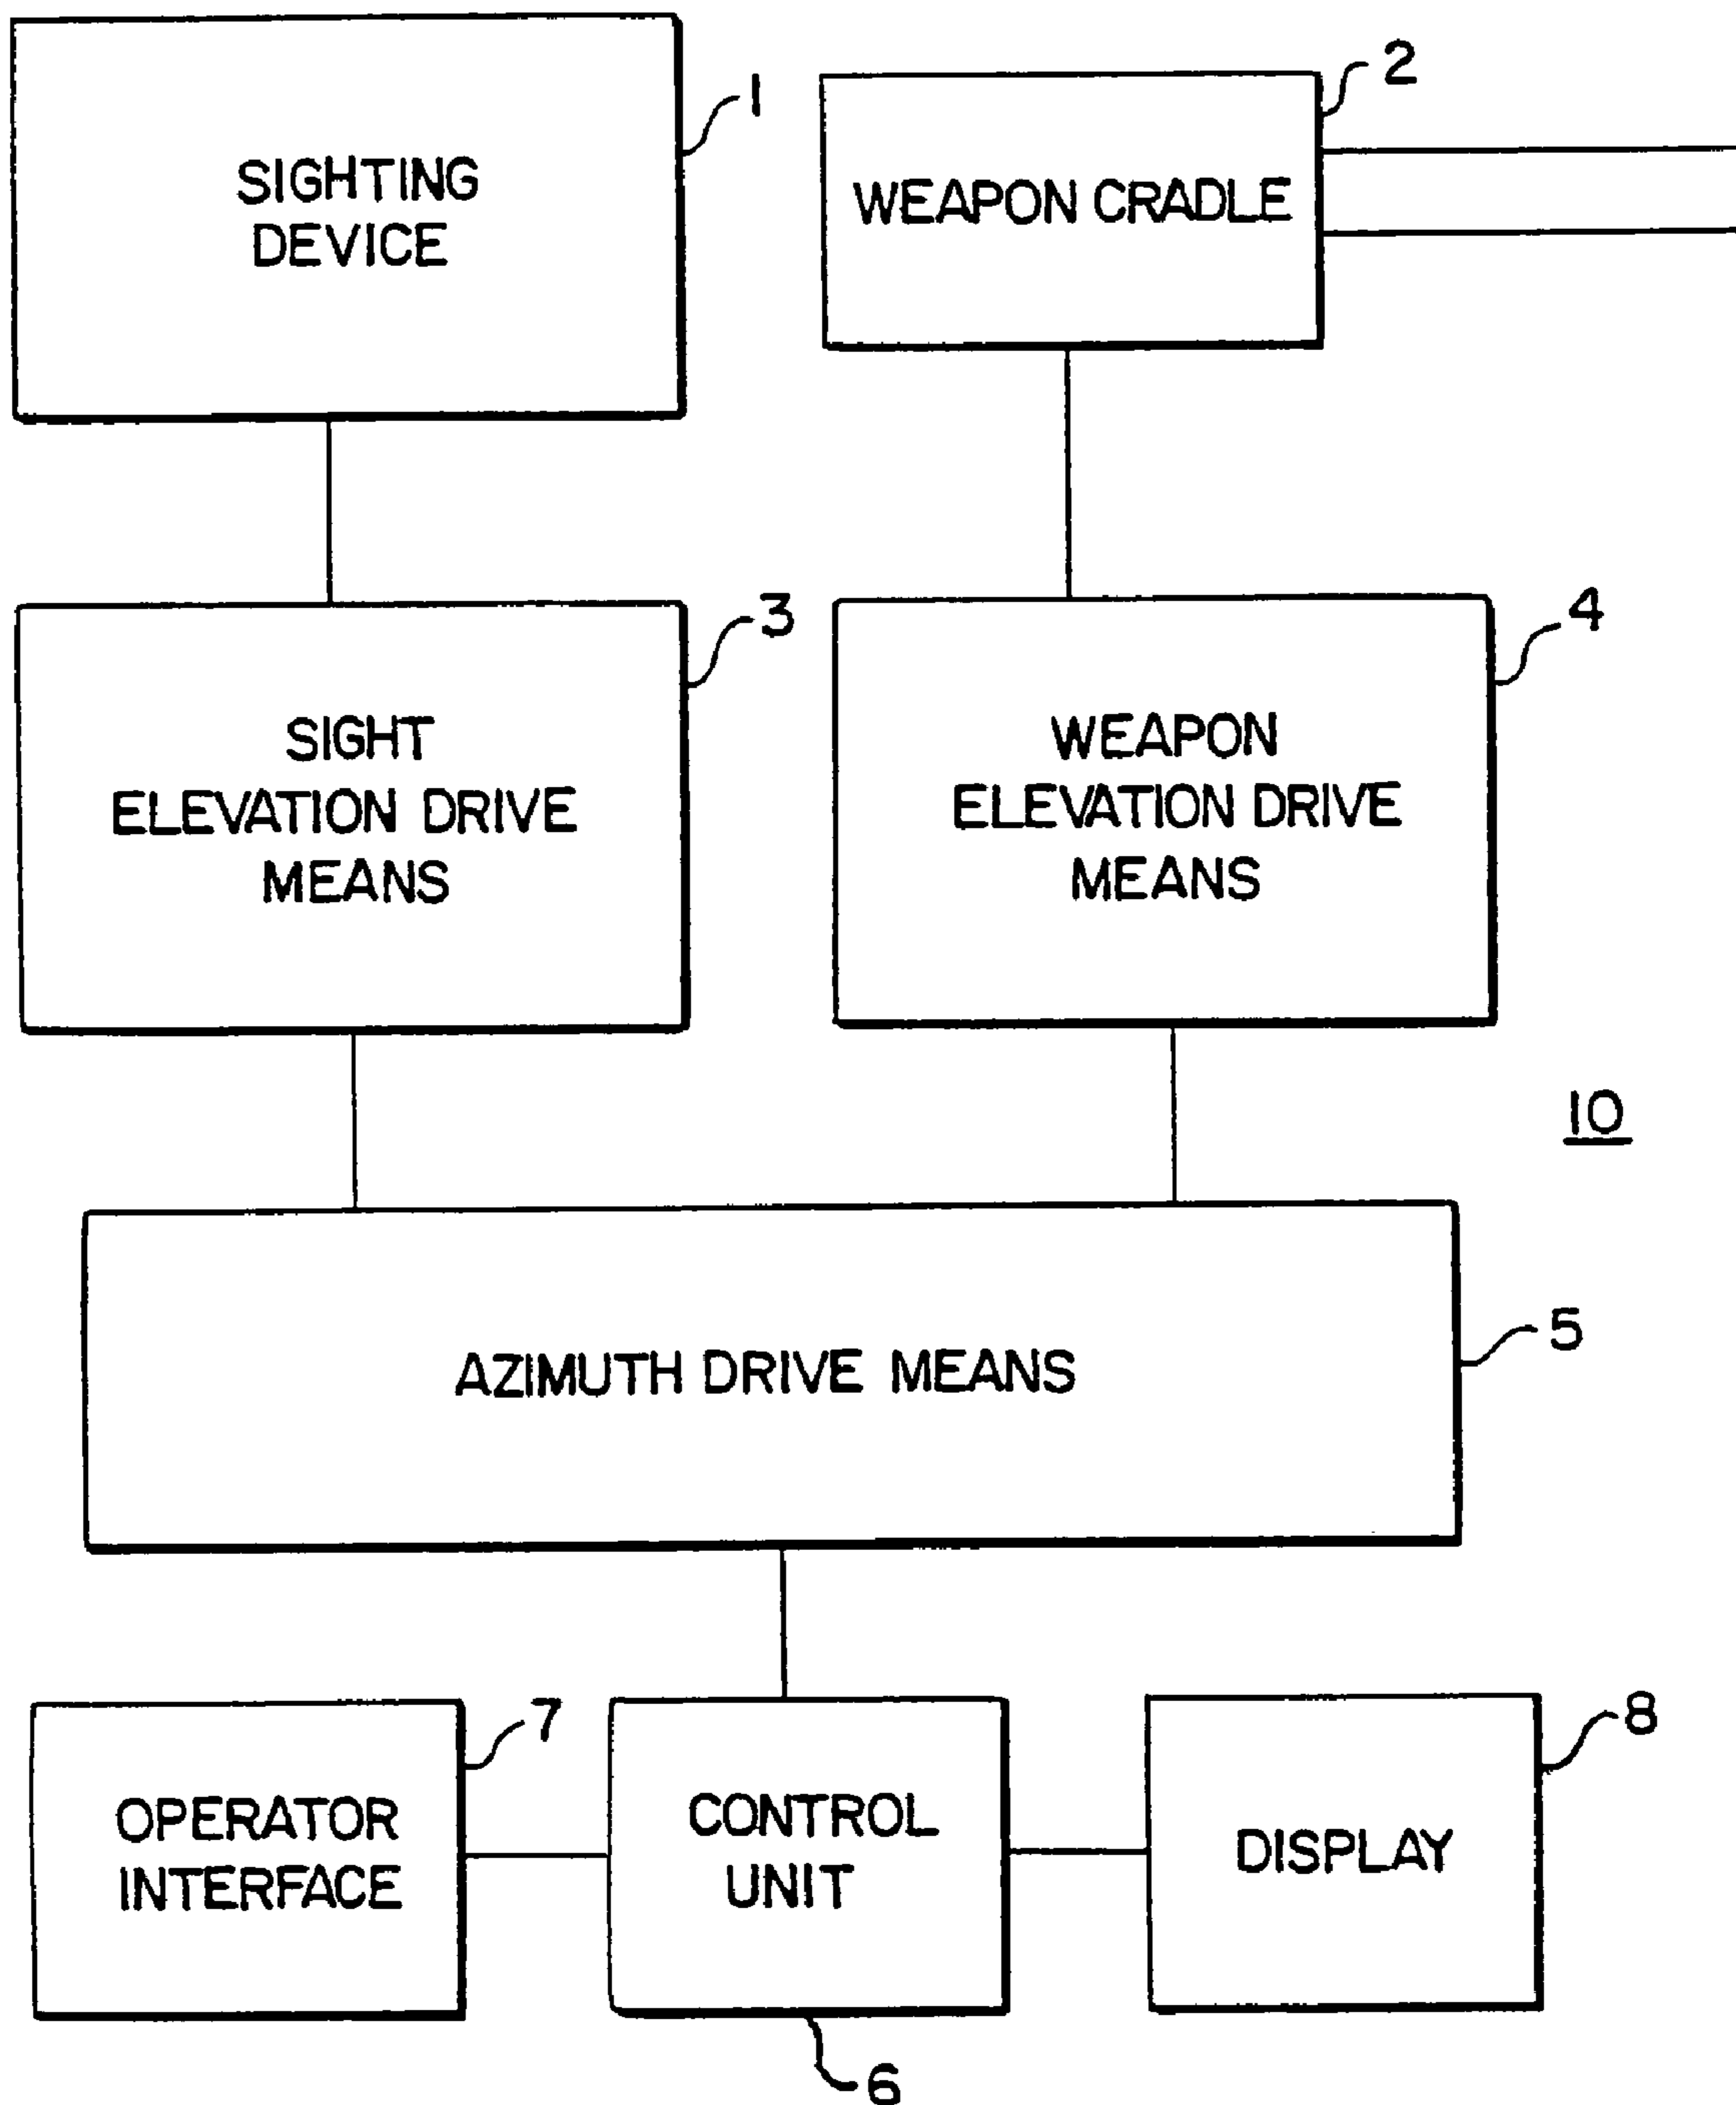 1
SIGHTING
DEVICE
2
WEAPON CRADLE
3
SIGHT
ELEVATION DRIVE
MEANS
4
WEAPON
ELEVATION DRIVE
MEANS
10
5
AZIMUTH DRIVE MEANS
7
OPERATOR
INTERFACE
CONTROL
UNIT
6
8
DISPLAY